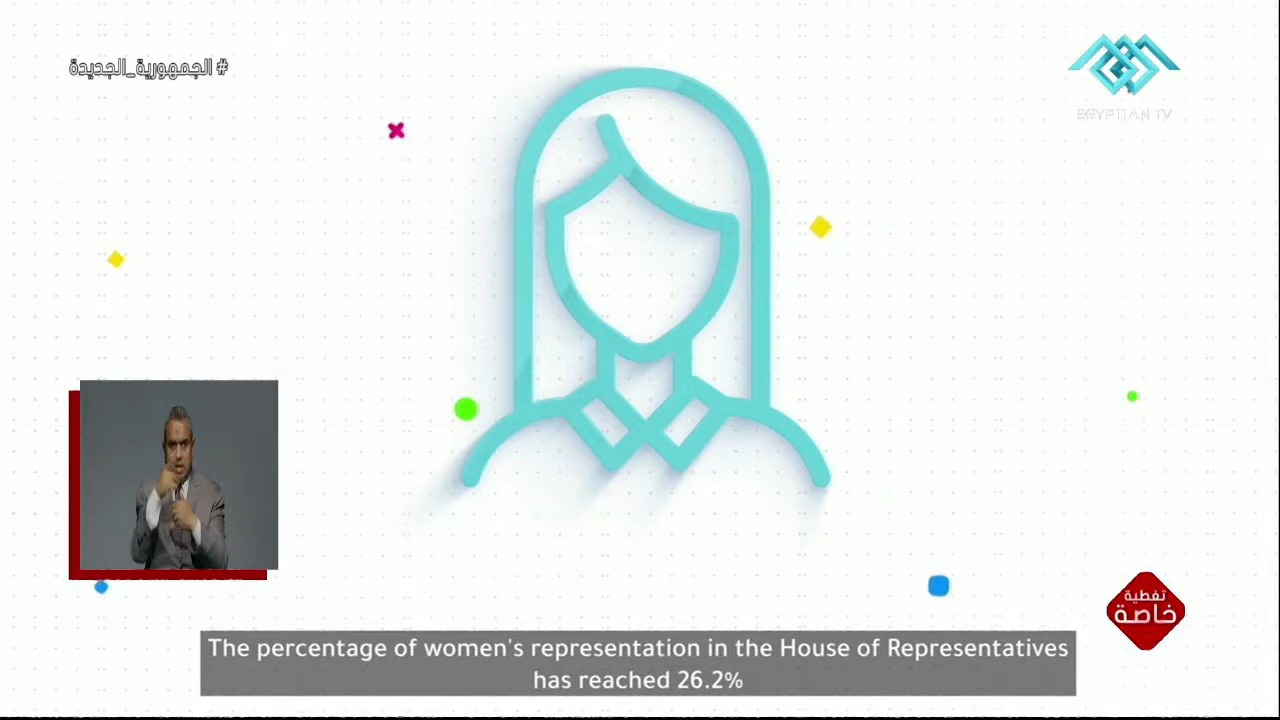 # الجمهورية_الجديدة
EGYPTIAN TV
تغطية
خاصة
The percentage of women's representation in the House of Representatives
has reached 26.2%